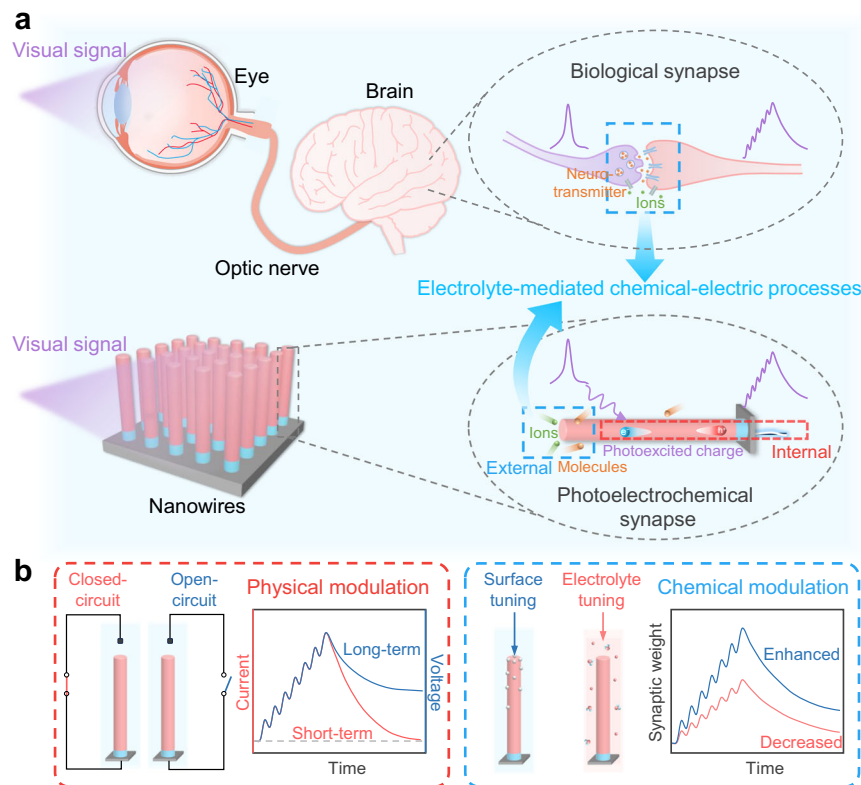 a
Visual signal
Eye
Brain
Optic nerve
Biological synapse
Neuro-
transmitter
Ions
Electrolyte-mediated chemical-electric processes
Visual signal
Nanowires
Ions
External
Molecules
Photoexcited charge
Internal
e⁻
h⁺
Photoelectrochemical
synapse
b
Closed-
circuit
Open-
circuit
Physical modulation
Current
Long-term
Short-term
Voltage
Time
Surface
tuning
Electrolyte
tuning
Chemical modulation
Synaptic weight
Enhanced
Decreased
Time